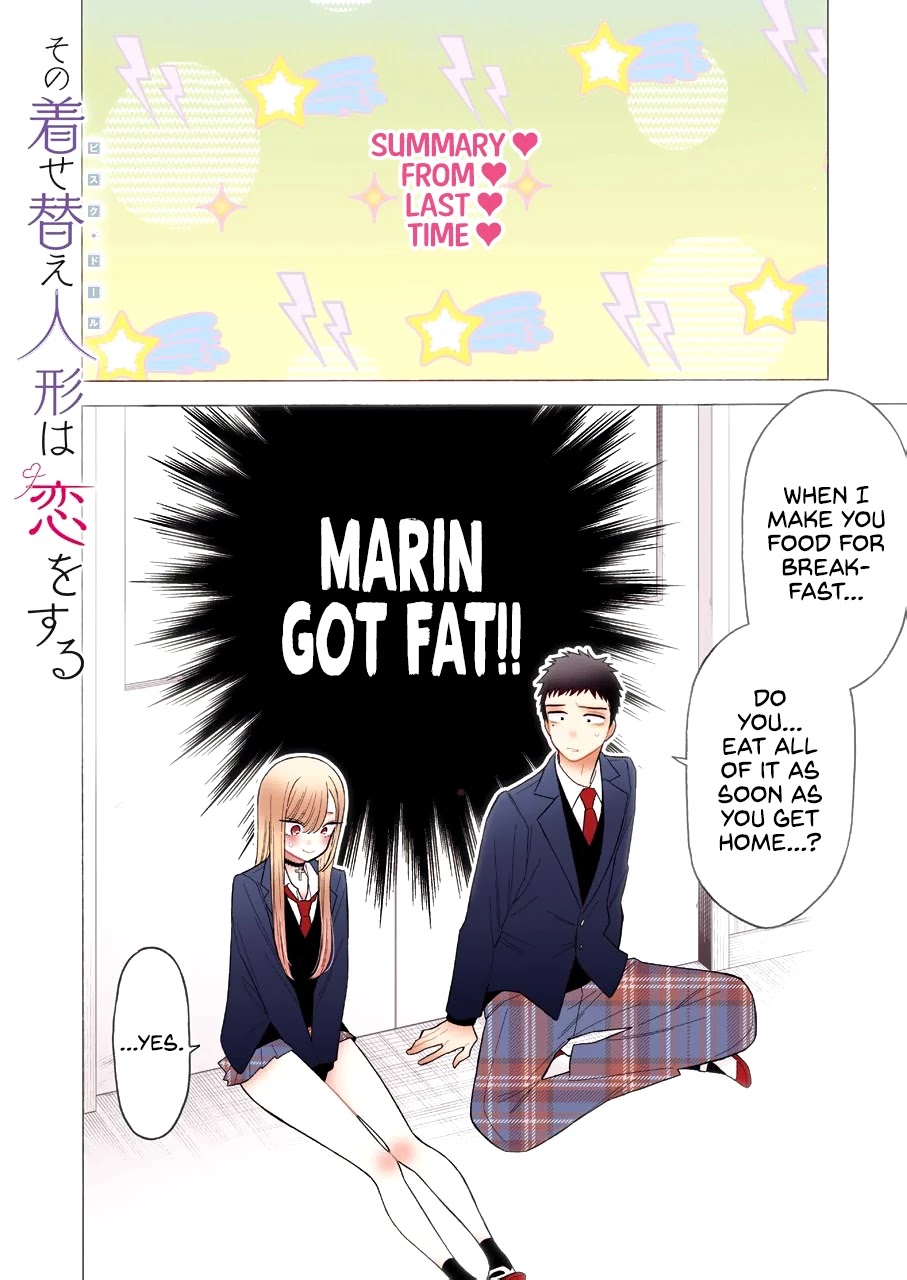 その着せ替え人形は恋をする
ビスク・ドール
SUMMARY♥
FROM♥
LAST♥
TIME♥
MARIN
GOT FAT!!
WHEN I
MAKE YOU
FOOD FOR
BREAK-
FAST...
DO
YOU...
EAT ALL
OF IT AS
SOON AS
YOU GET
HOME...?
...YES.